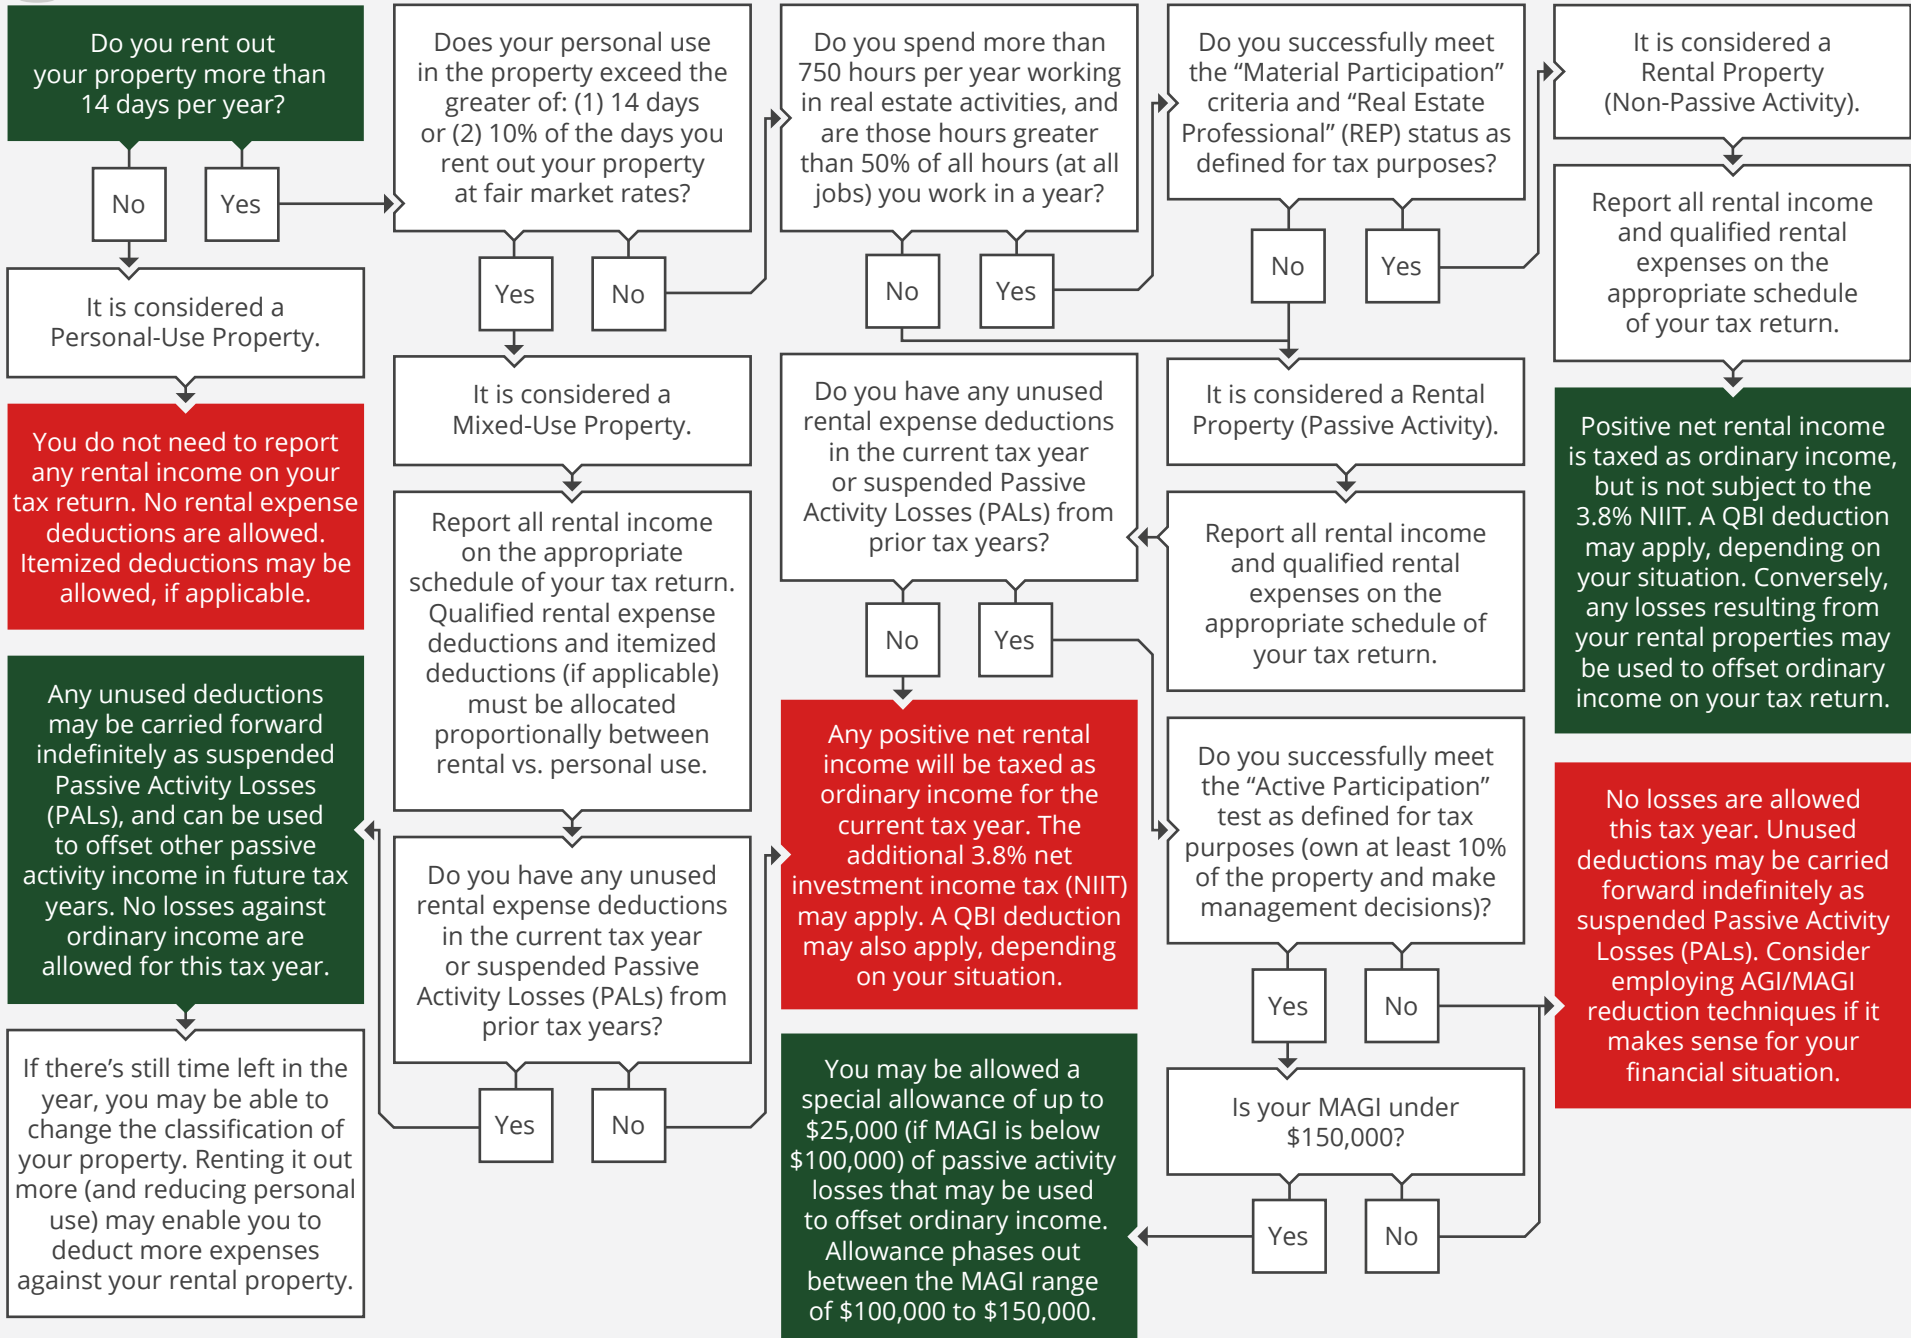 Do you rent out
your property more than
14 days per year?
No
Yes
It is considered a
Personal-Use Property.
You do not need to report
any rental income on your
tax return. No rental expense
deductions are allowed.
Itemized deductions may be
allowed, if applicable.
Does your personal use
in the property exceed the
greater of: (1) 14 days
or (2) 10% of the days you
rent out your property
at fair market rates?
Yes
No
It is considered a
Mixed-Use Property.
Report all rental income
on the appropriate
schedule of your tax return.
Qualified rental expense
deductions and itemized
deductions (if applicable)
must be allocated
proportionally between
rental vs. personal use.
Do you have any unused
rental expense deductions
in the current tax year
or suspended Passive
Activity Losses (PALs) from
prior tax years?
Yes
No
Any unused deductions
may be carried forward
indefinitely as suspended
Passive Activity Losses
(PALs), and can be used
to offset other passive
activity income in future tax
years. No losses against
ordinary income are
allowed for this tax year.
If there’s still time left in the
year, you may be able to
change the classification of
your property. Renting it out
more (and reducing personal
use) may enable you to
deduct more expenses
against your rental property.
Do you spend more than
750 hours per year working
in real estate activities, and
are those hours greater
than 50% of all hours (at all
jobs) you work in a year?
No
Yes
Do you successfully meet
the “Material Participation”
criteria and “Real Estate
Professional” (REP) status as
defined for tax purposes?
No
Yes
It is considered a
Rental Property
(Non-Passive Activity).
Report all rental income
and qualified rental
expenses on the
appropriate schedule
of your tax return.
Positive net rental income
is taxed as ordinary income,
but is not subject to the
3.8% NIIT. A QBI deduction
may apply, depending on
your situation. Conversely,
any losses resulting from
your rental properties may
be used to offset ordinary
income on your tax return.
It is considered a Rental
Property (Passive Activity).
Report all rental income
and qualified rental
expenses on the
appropriate schedule of
your tax return.
Do you have any unused
rental expense deductions
in the current tax year
or suspended Passive
Activity Losses (PALs) from
prior tax years?
No
Yes
Any positive net rental
income will be taxed as
ordinary income for the
current tax year. The
additional 3.8% net
investment income tax (NIIT)
may apply. A QBI deduction
may also apply, depending
on your situation.
Do you successfully meet
the “Active Participation”
test as defined for tax
purposes (own at least 10%
of the property and make
management decisions)?
Yes
No
Is your MAGI under
$150,000?
Yes
No
You may be allowed a
special allowance of up to
$25,000 (if MAGI is below
$100,000) of passive activity
losses that may be used
to offset ordinary income.
Allowance phases out
between the MAGI range
of $100,000 to $150,000.
No losses are allowed
this tax year. Unused
deductions may be carried
forward indefinitely as
suspended Passive Activity
Losses (PALs). Consider
employing AGI/MAGI
reduction techniques if it
makes sense for your
financial situation.